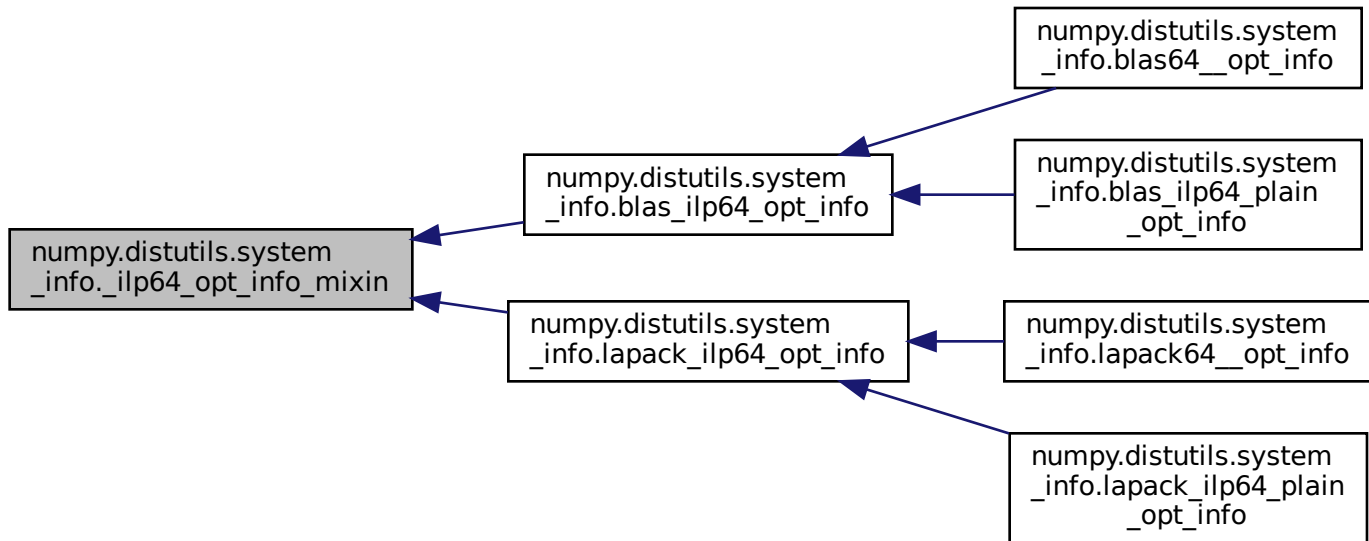 numpy.distutils.system
_info.blas64__opt_info
numpy.distutils.system
_info.blas_ilp64_plain
_opt_info
numpy.distutils.system
_info.blas_ilp64_opt_info
numpy.distutils.system
_info._ilp64_opt_info_mixin
numpy.distutils.system
_info.lapack_ilp64_opt_info
numpy.distutils.system
_info.lapack64__opt_info
numpy.distutils.system
_info.lapack_ilp64_plain
_opt_info